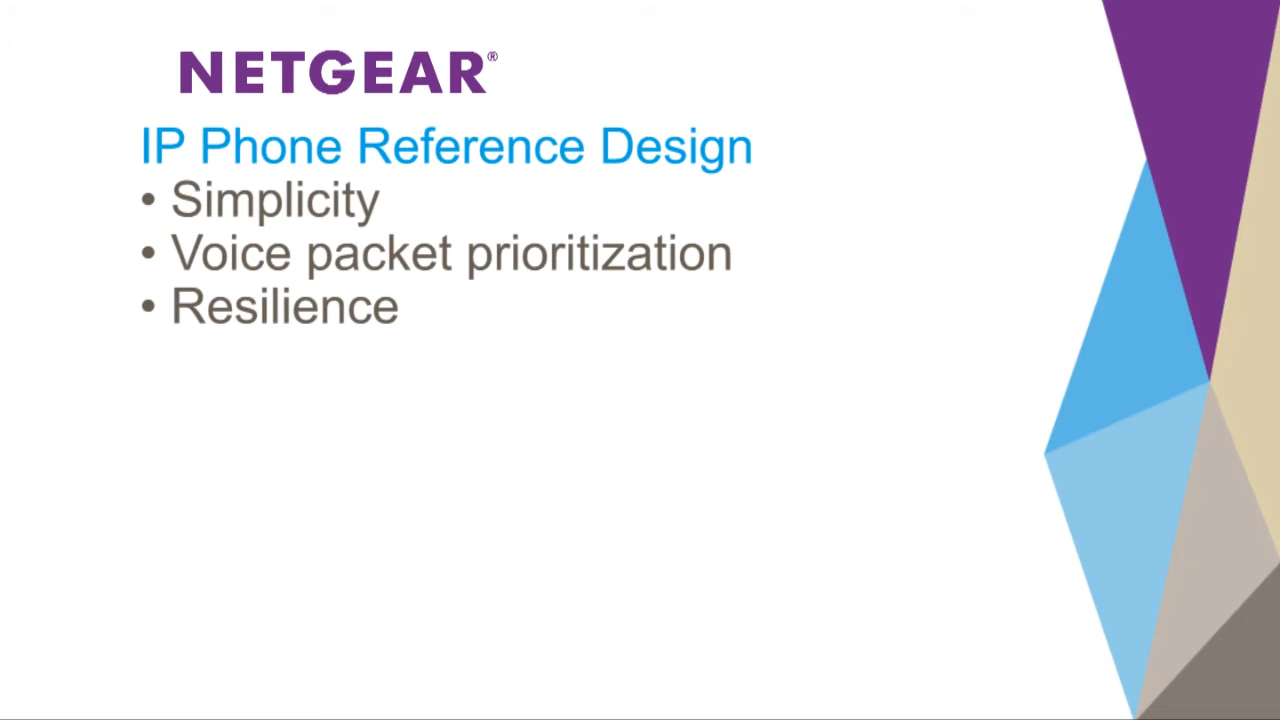 NETGEAR®
IP Phone Reference Design
• Simplicity
• Voice packet prioritization
• Resilience